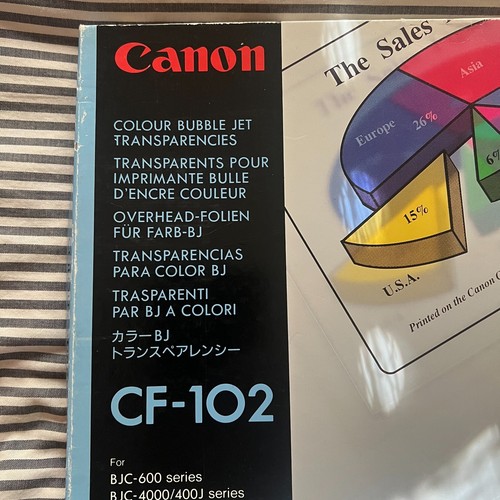 Canon
COLOUR BUBBLE JET
TRANSPARENCIES
TRANSPARENTS POUR
IMPRIMANTE BULLE
D'ENCRE COULEUR
OVERHEAD-FOLIEN
FÜR FARB-BJ
TRANSPARENCIAS
PARA COLOR BJ
TRASPARENTI
PAR BJ A COLORI
カラーBJ
トランスペアレンシー
CF-102
For
BJC-600 series
BJC-4000/400J series
The Sales
Asia
Europe 26%
6%
15%
U.S.A.
Printed on the Canon